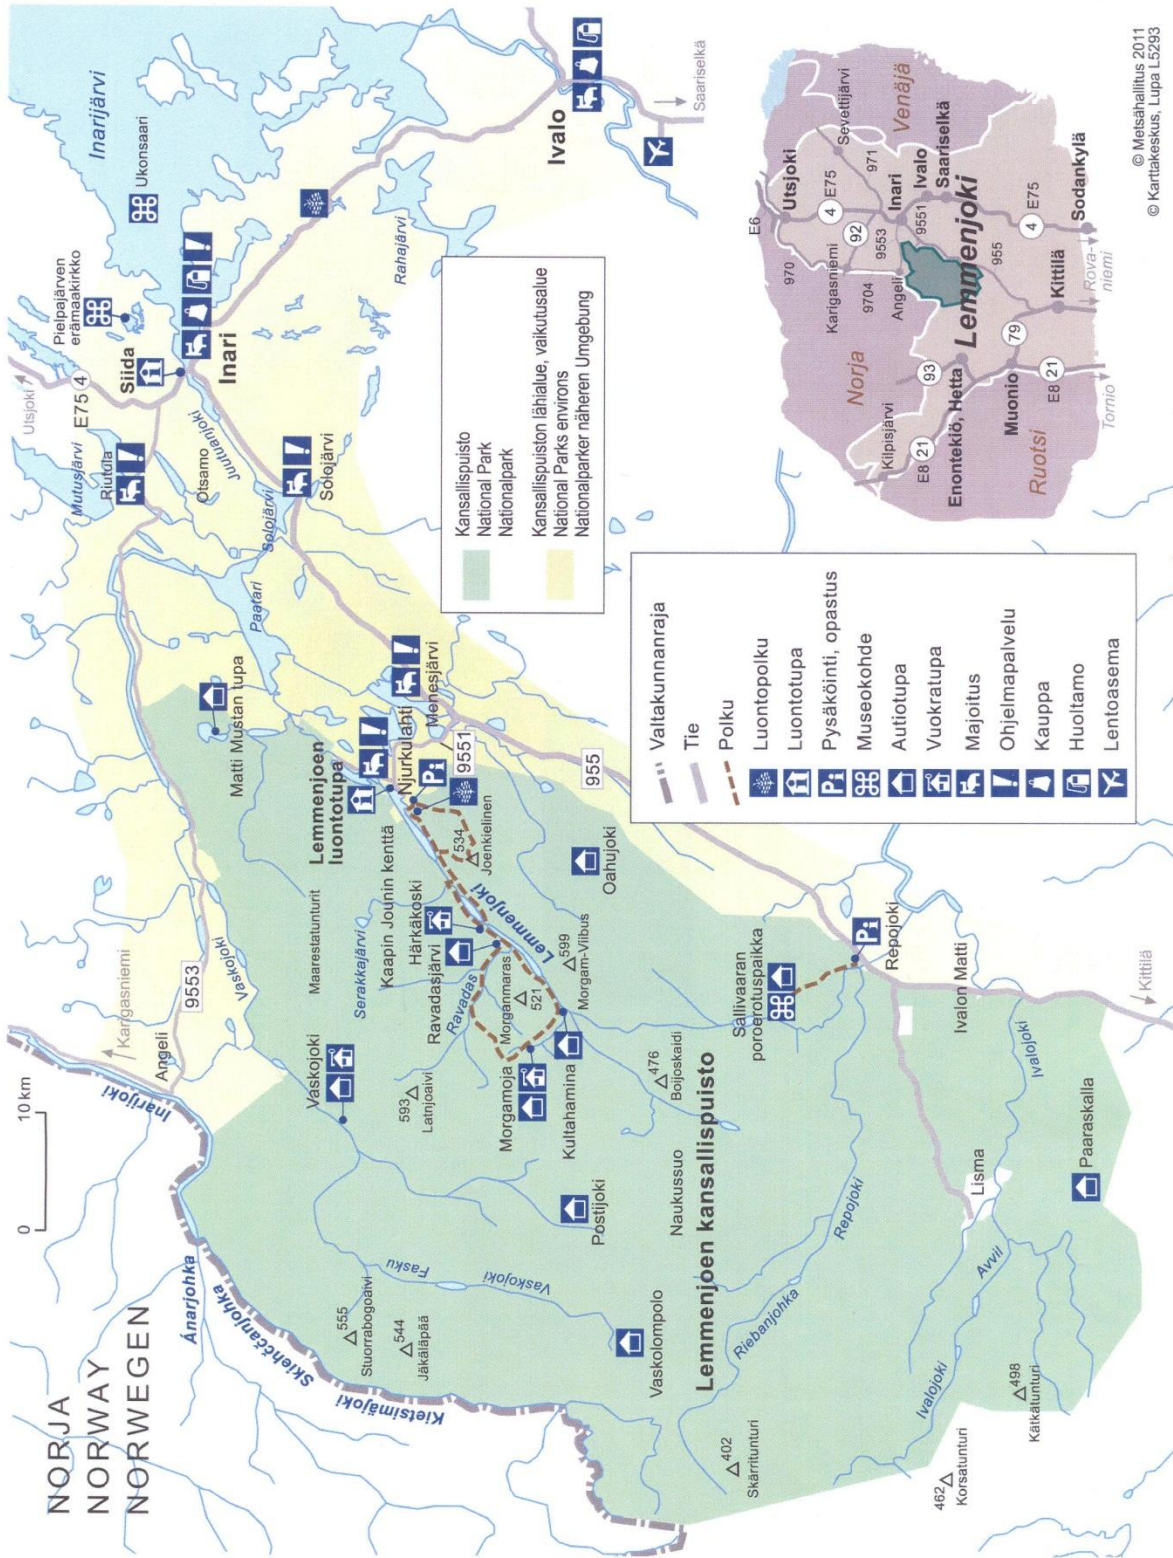 NORJA
NORWAY
NORWEGEN
0
10 km
Karigasniemi
Angeli
Inarijoki
Ánarjohka
Skiehččanjohka
Kietsimäjoki
9553
Vaskojoki
Utsjoki
E75
4
Mutusjärvi
Riutula
Otsamo
Juutuanjoki
Siida
Pielpajärven
erämaakirkko
Ukonsaari
Inarijärvi
Inari
Solojärvi
Solojärvi
Paatari
Rahajärvi
Ivalo
Saariselkä
Matti Mustan tupa
Maarestatunturit
Lemmenjoen
luontotupa
Njurkulahti
Menesjärvi
9551
955
Serakkajärvi
Kaapin Jounin kenttä
Härkäkoski
Ravadasjärvi
Ravadas
Lemmenjoki
534
Joenkielinen
Vaskojoki
593
Latnjoaivi
Morgamoja
Morganmaras
521
Kultahamina
599
Morgam-Viibus
Oahujoki
555
Stuorrabogoaivi
544
Jäkäläpää
Fasku
Vaskojoki
Postijoki
Vaskolompolo
476
Boijoskaidi
Naukussuo
Lemmenjoen kansallispuisto
Sallivaaran
poroerotuspaikka
Repojoki
Repojoki
Riebanjohka
402
Skärritunturi
Ivalon Matti
Ivalojoki
Kittilä
Lisma
Avvil
Ivalojoki
Paaraskalla
462
Korsatunturi
498
Kätkätunturi
Kansallispuisto
National Park
Nationalpark
Kansallispuiston lähialue, vaikutusalue
National Parks environs
Nationalparker näheren Umgebung
Valtakunnanraja
Tie
Polku
Luontopolku
Luontotupa
Pysäköinti, opastus
Museokohde
Autiotupa
Vuokratupa
Majoitus
Ohjelmapalvelu
Kauppa
Huoltamo
Lentoasema
E6
Utsjoki
970
Karigasniemi
92
4
E75
Sevettijärvi
971
Venäjä
Norja
9704
Angeli
9553
Inari
9551
Ivalo
Saariselkä
Lemmenjoki
955
Kilpisjärvi
E8
21
93
Enontekiö, Hetta
Muonio
79
Kittilä
4
E75
Sodankylä
Ruotsi
E8
21
Tornio
Rova-
niemi
© Metsähallitus 2011
© Karttakeskus, Lupa L5293